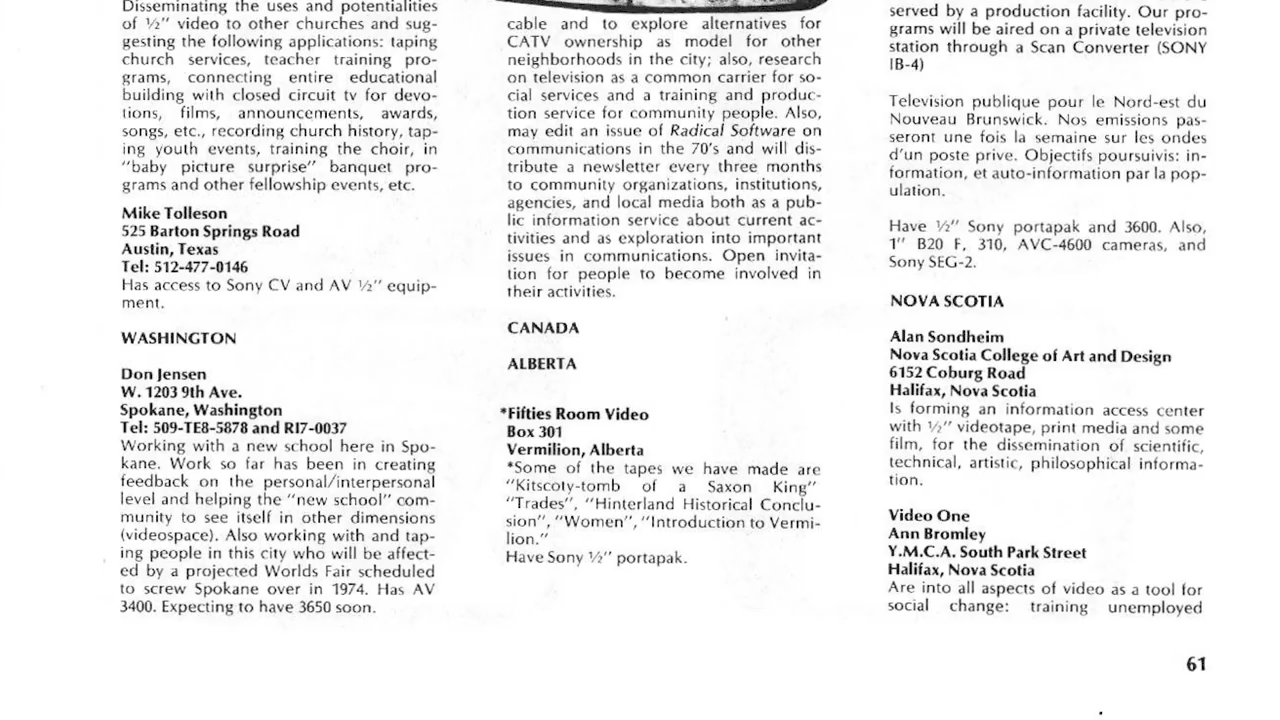 Disseminating the uses and potentialities
of ½" video to other churches and sug-
gesting the following applications: taping
church services, teacher training pro-
grams, connecting entire educational
building with closed circuit tv for devo-
tions, films, announcements, awards,
songs, etc., recording church history, tap-
ing youth events, training the choir, in
"baby picture surprise" banquet pro-
grams and other fellowship events, etc.
Mike Tolleson
525 Barton Springs Road
Austin, Texas
Tel: 512-477-0146
Has access to Sony CV and AV ½" equip-
ment.
WASHINGTON
Don Jensen
W. 1203 9th Ave.
Spokane, Washington
Tel: 509-TE8-5878 and RI7-0037
Working with a new school here in Spo-
kane. Work so far has been in creating
feedback on the personal/interpersonal
level and helping the "new school" com-
munity to see itself in other dimensions
(videospace). Also working with and tap-
ing people in this city who will be affect-
ed by a projected Worlds Fair scheduled
to screw Spokane over in 1974. Has AV
3400. Expecting to have 3650 soon.
cable and to explore alternatives for
CATV ownership as model for other
neighborhoods in the city; also, research
on television as a common carrier for so-
cial services and a training and produc-
tion service for community people. Also,
may edit an issue of Radical Software on
communications in the 70's and will dis-
tribute a newsletter every three months
to community organizations, institutions,
agencies, and local media both as a pub-
lic information service about current ac-
tivities and as exploration into important
issues in communications. Open invita-
tion for people to become involved in
their activities.
CANADA
ALBERTA
*Fifties Room Video
Box 301
Vermilion, Alberta
*Some of the tapes we have made are
"Kitscoty-tomb of a Saxon King"
"Trades", "Hinterland Historical Conclu-
sion", "Women", "Introduction to Vermi-
lion."
Have Sony ½" portapak.
served by a production facility. Our pro-
grams will be aired on a private television
station through a Scan Converter (SONY
IB-4)
Television publique pour le Nord-est du
Nouveau Brunswick. Nos emissions pas-
seront une fois la semaine sur les ondes
d'un poste prive. Objectifs poursuivis: in-
formation, et auto-information par la pop-
ulation.
Have ½" Sony portapak and 3600. Also,
1" B20 F, 310, AVC-4600 cameras, and
Sony SEG-2.
NOVA SCOTIA
Alan Sondheim
Nova Scotia College of Art and Design
6152 Coburg Road
Halifax, Nova Scotia
Is forming an information access center
with ½" videotape, print media and some
film, for the dissemination of scientific,
technical, artistic, philosophical informa-
tion.
Video One
Ann Bromley
Y.M.C.A. South Park Street
Halifax, Nova Scotia
Are into all aspects of video as a tool for
social change: training unemployed
61